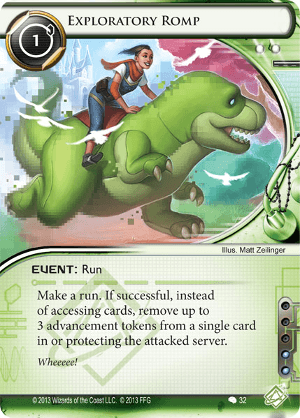 1 EXPLORATORY ROMP
Illus. Matt Zeilinger
EVENT: Run
Make a run. If successful, instead
of accessing cards, remove up to
3 advancement tokens from a single card
in or protecting the attacked server.
Wheeeee!
© 2013 Wizards of the Coast LLC. © 2013 FFG 32